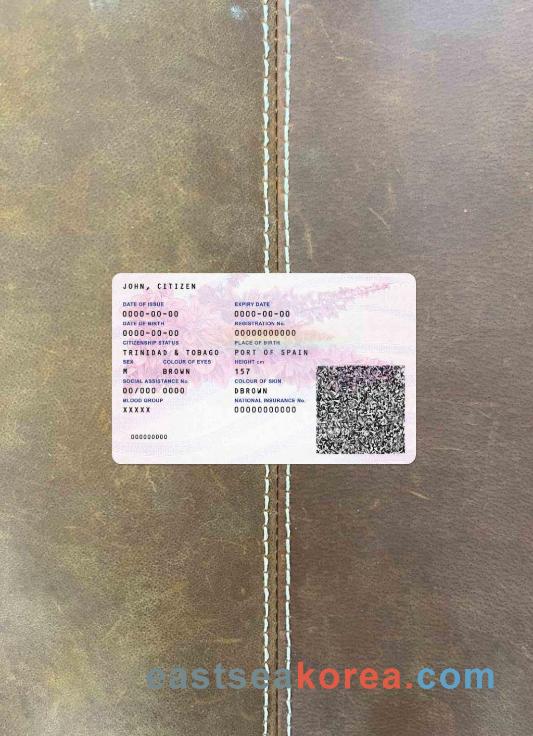 JOHN, CITIZEN
DATE OF ISSUE EXPIRY DATE
0000-00-00 0000-00-00
DATE OF BIRTH REGISTRATION No.
0000-00-00 00000000000
CITIZENSHIP STATUS PLACE OF BIRTH
TRINIDAD & TOBAGO PORT OF SPAIN
SEX COLOUR OF EYES HEIGHT cm
M BROWN 157
SOCIAL ASSISTANCE No. COLOUR OF SKIN
00/000 0000 DBROWN
BLOOD GROUP NATIONAL INSURANCE No.
XXXXX 00000000000
000000000
eastseakorea.com